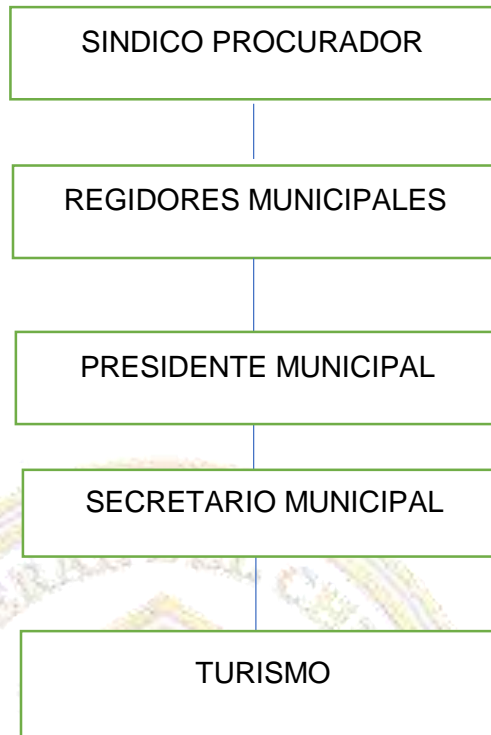 SINDICO PROCURADOR
REGIDORES MUNICIPALES
PRESIDENTE MUNICIPAL
SECRETARIO MUNICIPAL
TURISMO